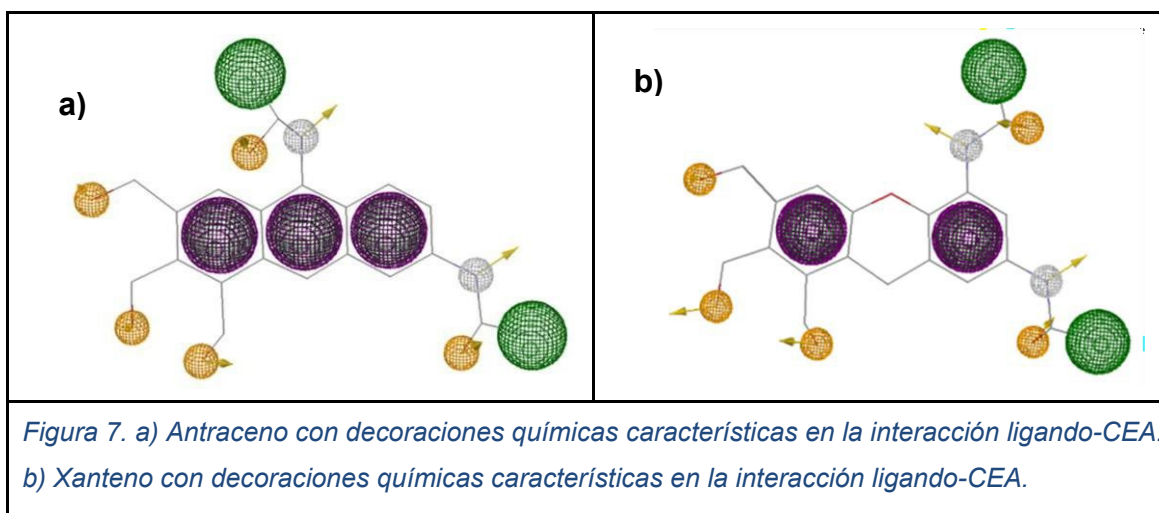 a)
b)
Figura 7. a) Antraceno con decoraciones químicas características en la interacción ligando-CEA.
b) Xanteno con decoraciones químicas características en la interacción ligando-CEA.